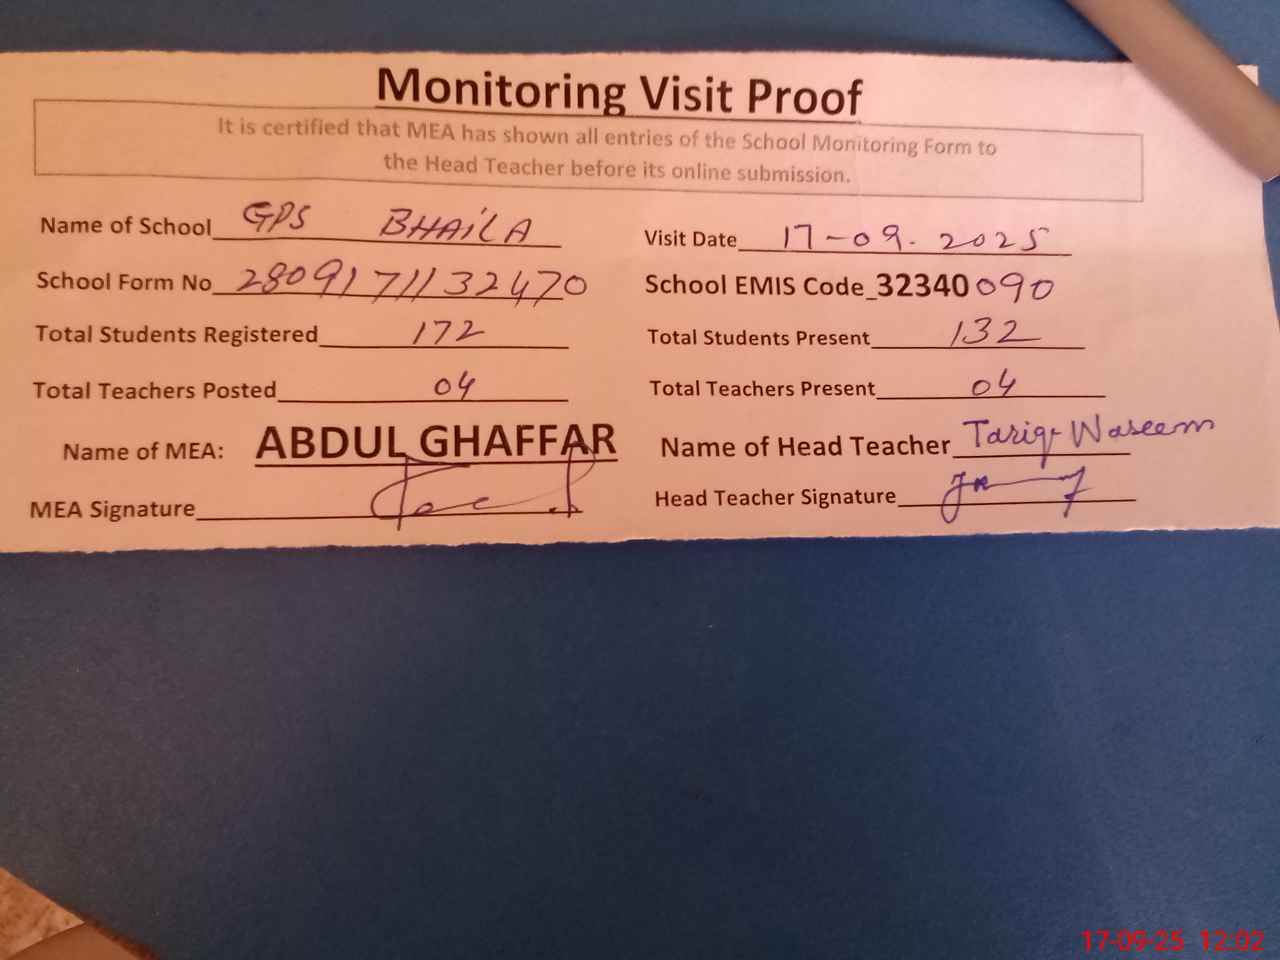 Monitoring Visit Proof
It is certified that MEA has shown all entries of the School Monitoring Form to
the Head Teacher before its online submission.
Name of School GPS BHAiLA Visit Date 17-09.2025
School Form No 28091711132470 School EMIS Code_32340090
Total Students Registered 172 Total Students Present 132
Total Teachers Posted 04 Total Teachers Present 04
Name of MEA: ABDUL GHAFFAR Name of Head Teacher Tariq Waseem
MEA Signature Head Teacher Signature
17-09-25 12:02